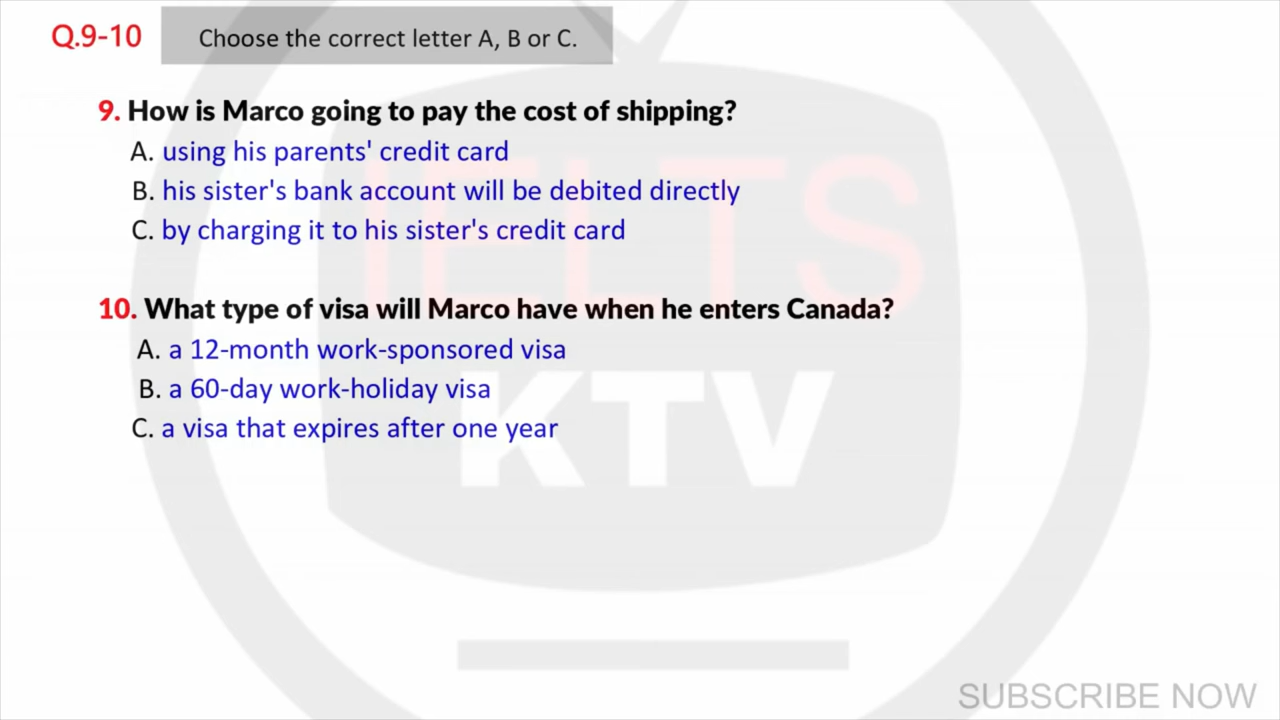 Q.9-10 Choose the correct letter A, B or C.
9. How is Marco going to pay the cost of shipping?
A. using his parents' credit card
B. his sister's bank account will be debited directly
C. by charging it to his sister's credit card
10. What type of visa will Marco have when he enters Canada?
A. a 12-month work-sponsored visa
B. a 60-day work-holiday visa
C. a visa that expires after one year
IELTS
KTV
SUBSCRIBE NOW